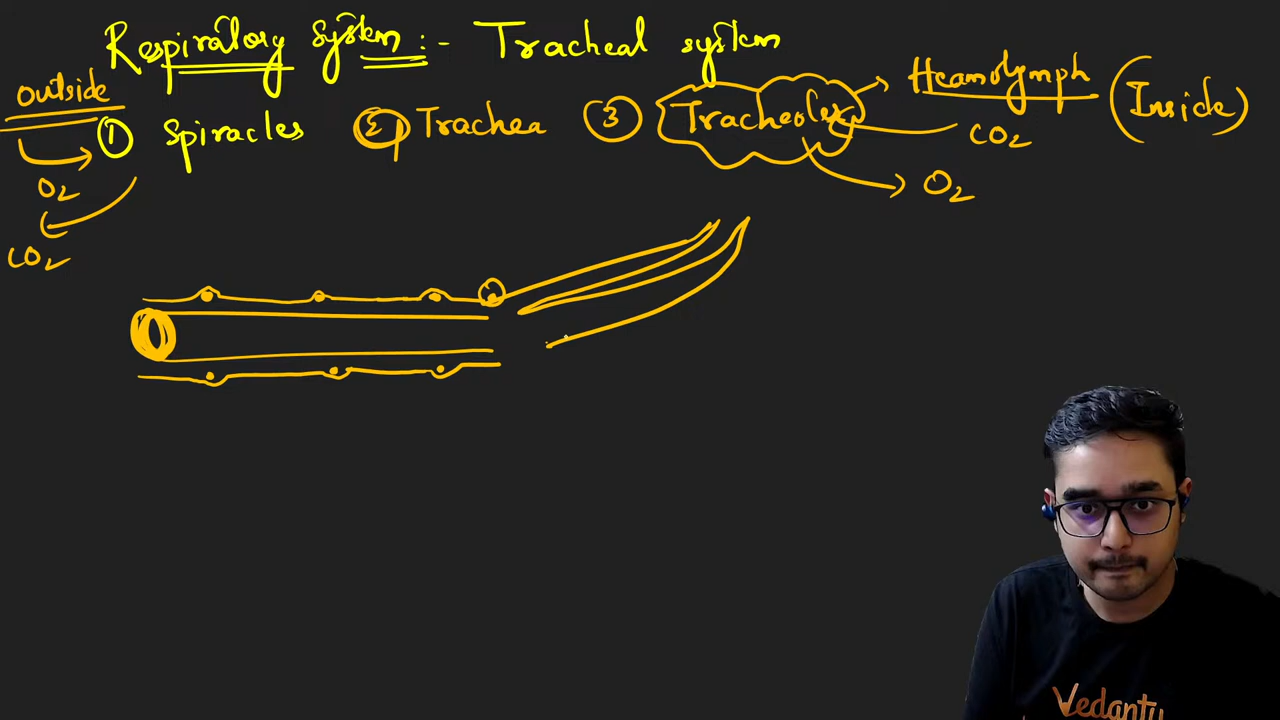 Respiratory system :- Tracheal system
outside
① Spiracles ② Trachea ③ Tracheoles Heamolymph (Inside)
CO₂
O₂ O₂
CO₂
Vedantu